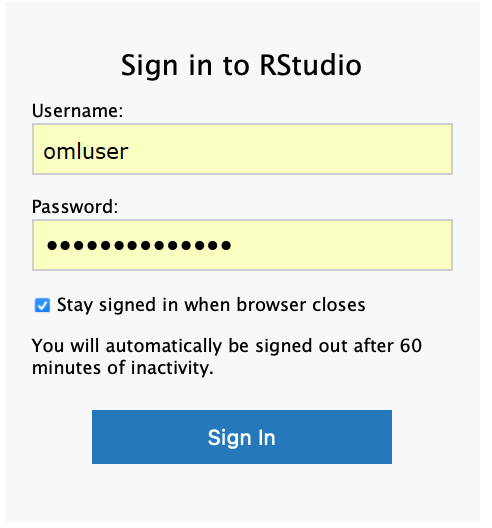 Sign in to RStudio
Username:
omluser
Password:
••••••••••••••
Stay signed in when browser closes
You will automatically be signed out after 60
minutes of inactivity.
Sign In